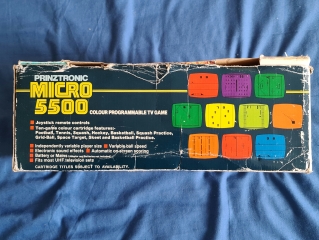 PRINZTRONIC
MICRO
5500
COLOUR PROGRAMMABLE TV GAME
Joystick remote controls
Ten-game colour cartridge features:
Football, Tennis, Squash, Hockey, Basketball, Squash Practice,
Grid-Ball, Space Target, Street and Basketball Practice
Independently variable player size Variable ball speed
Electronic sound effects Automatic on-screen scoring
Battery or Mains
Fits most UHF television sets
CARTRIDGE TITLES SUBJECT TO AVAILABILITY.